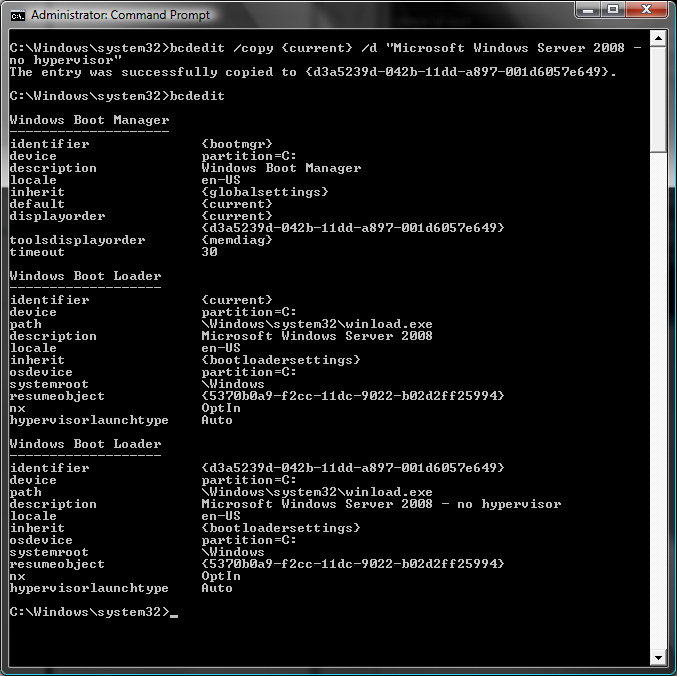 Administrator: Command Prompt
C:\Windows\system32>bcdedit /copy {current} /d "Microsoft Windows Server 2008 -
no hypervisor"
The entry was successfully copied to {d3a5239d-042b-11dd-a897-001d6057e649}.
C:\Windows\system32>bcdedit
Windows Boot Manager
--------------------
identifier              {bootmgr}
device                  partition=C:
description             Windows Boot Manager
locale                  en-US
inherit                 {globalsettings}
default                 {current}
displayorder            {current}
                        {d3a5239d-042b-11dd-a897-001d6057e649}
toolsdisplayorder       {memdiag}
timeout                 30
Windows Boot Loader
-------------------
identifier              {current}
device                  partition=C:
path                    \Windows\system32\winload.exe
description             Microsoft Windows Server 2008
locale                  en-US
inherit                 {bootloadersettings}
osdevice                partition=C:
systemroot              \Windows
resumeobject            {5370b0a9-f2cc-11dc-9022-b02d2ff25994}
nx                      OptIn
hypervisorlaunchtype    Auto
Windows Boot Loader
-------------------
identifier              {d3a5239d-042b-11dd-a897-001d6057e649}
device                  partition=C:
path                    \Windows\system32\winload.exe
description             Microsoft Windows Server 2008 - no hypervisor
locale                  en-US
inherit                 {bootloadersettings}
osdevice                partition=C:
systemroot              \Windows
resumeobject            {5370b0a9-f2cc-11dc-9022-b02d2ff25994}
nx                      OptIn
hypervisorlaunchtype    Auto
C:\Windows\system32>_